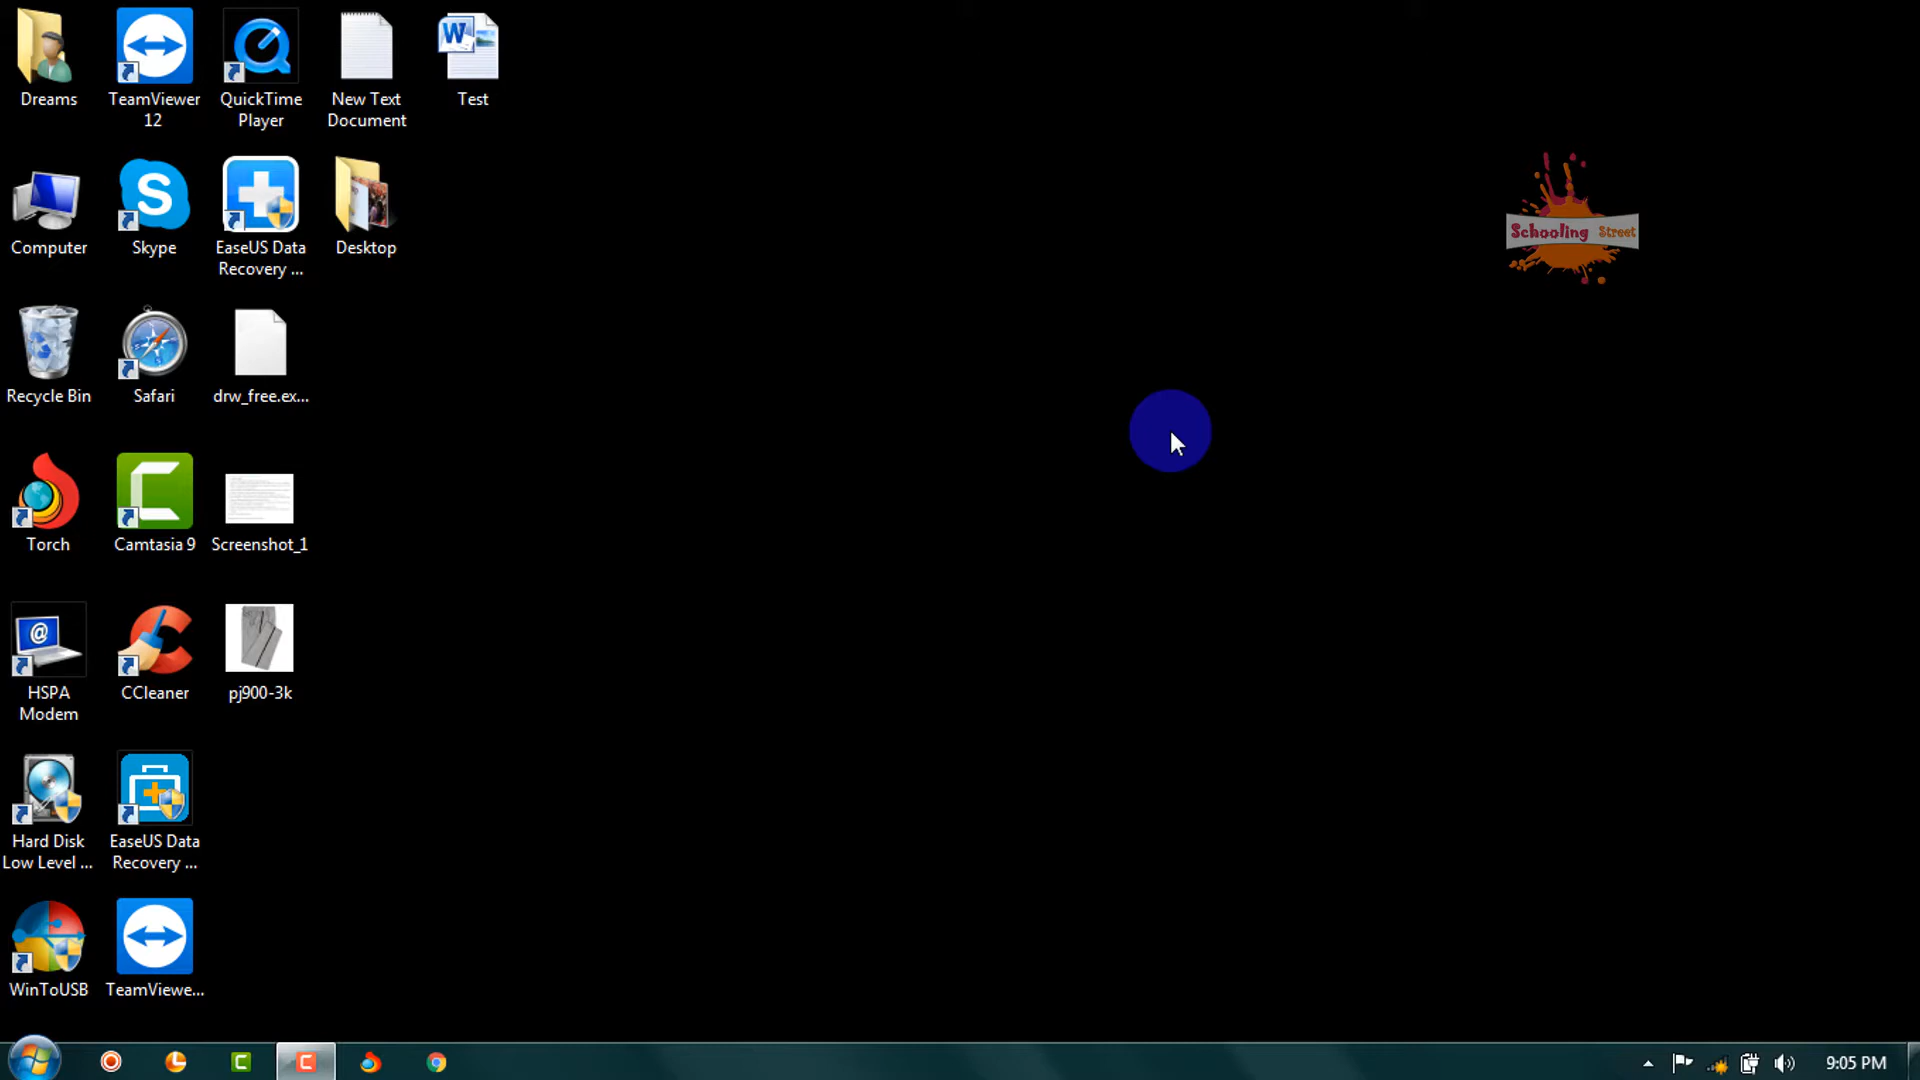 Dreams
TeamViewer
12
QuickTime
Player
New Text
Document
Test
Computer
Skype
EaseUS Data
Recovery ...
Desktop
Schooling Street
Recycle Bin
Safari
drw_free.ex...
Torch
Camtasia 9
Screenshot_1
HSPA
Modem
CCleaner
pj900-3k
Hard Disk
Low Level ...
EaseUS Data
Recovery ...
WinToUSB
TeamViewe...
9:05 PM